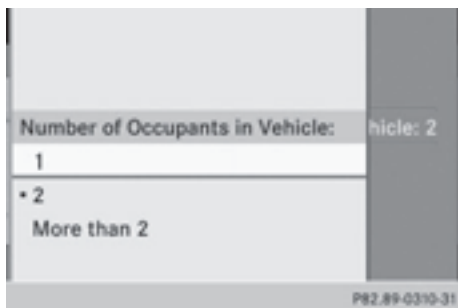 Number of Occupants in Vehicle: hicle: 2
1
• 2
More than 2
P82.89-0310-31